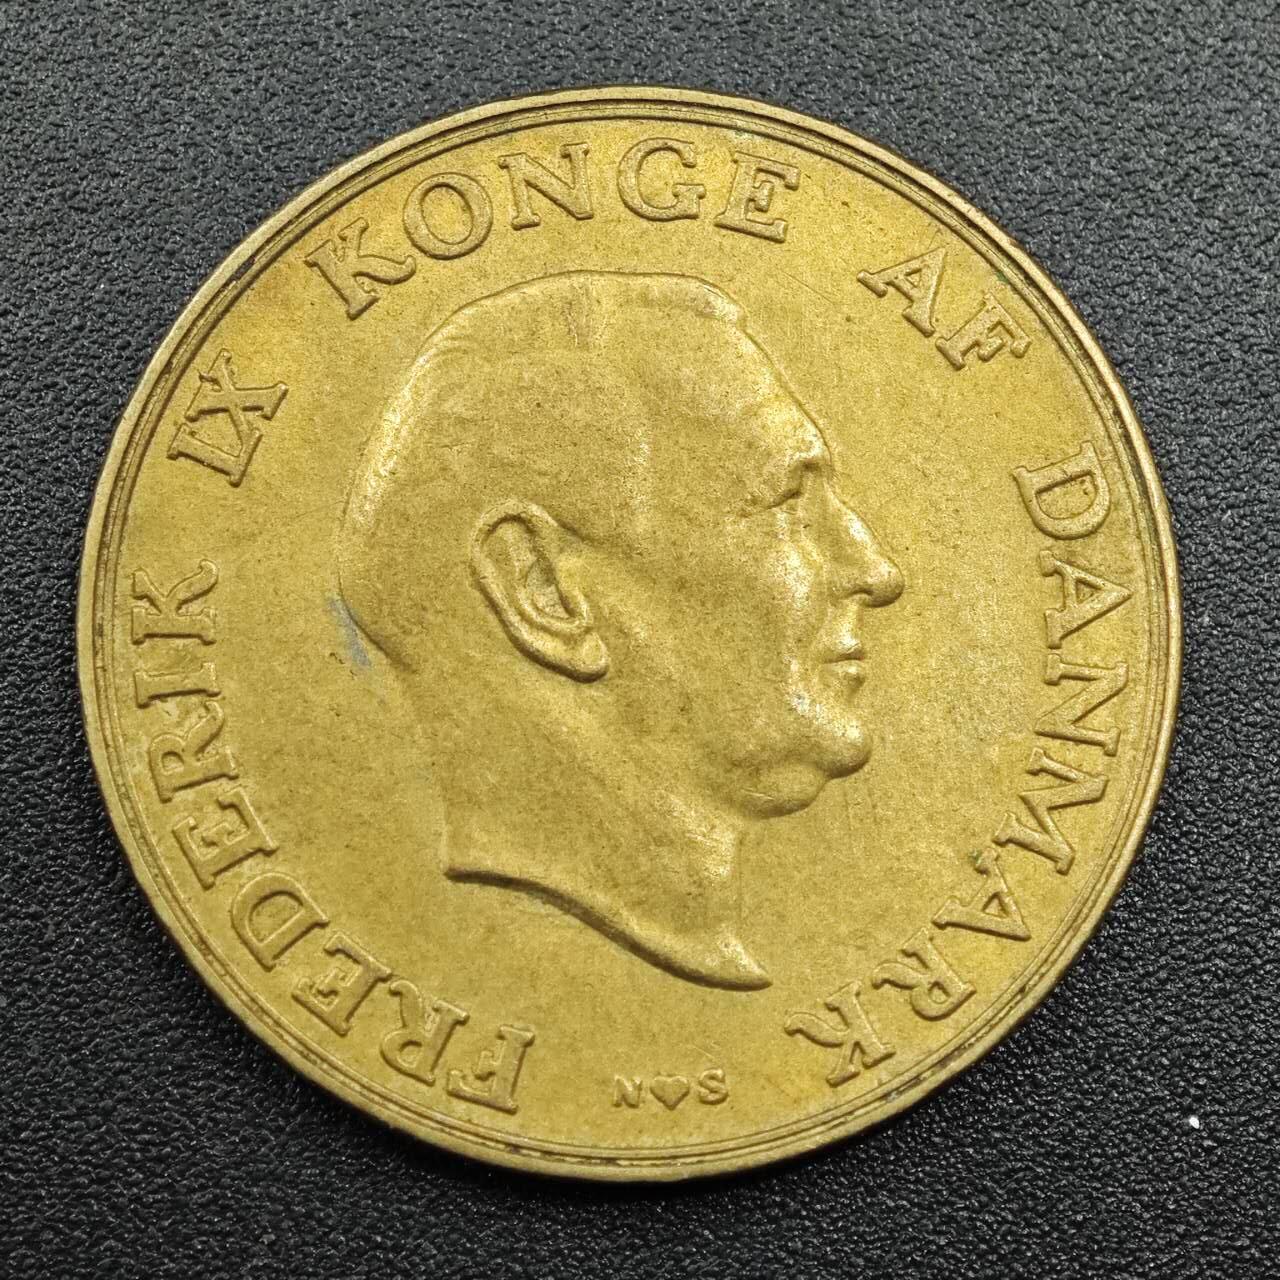 FREDERIK IX KONGE AF DANMARK
N♥S